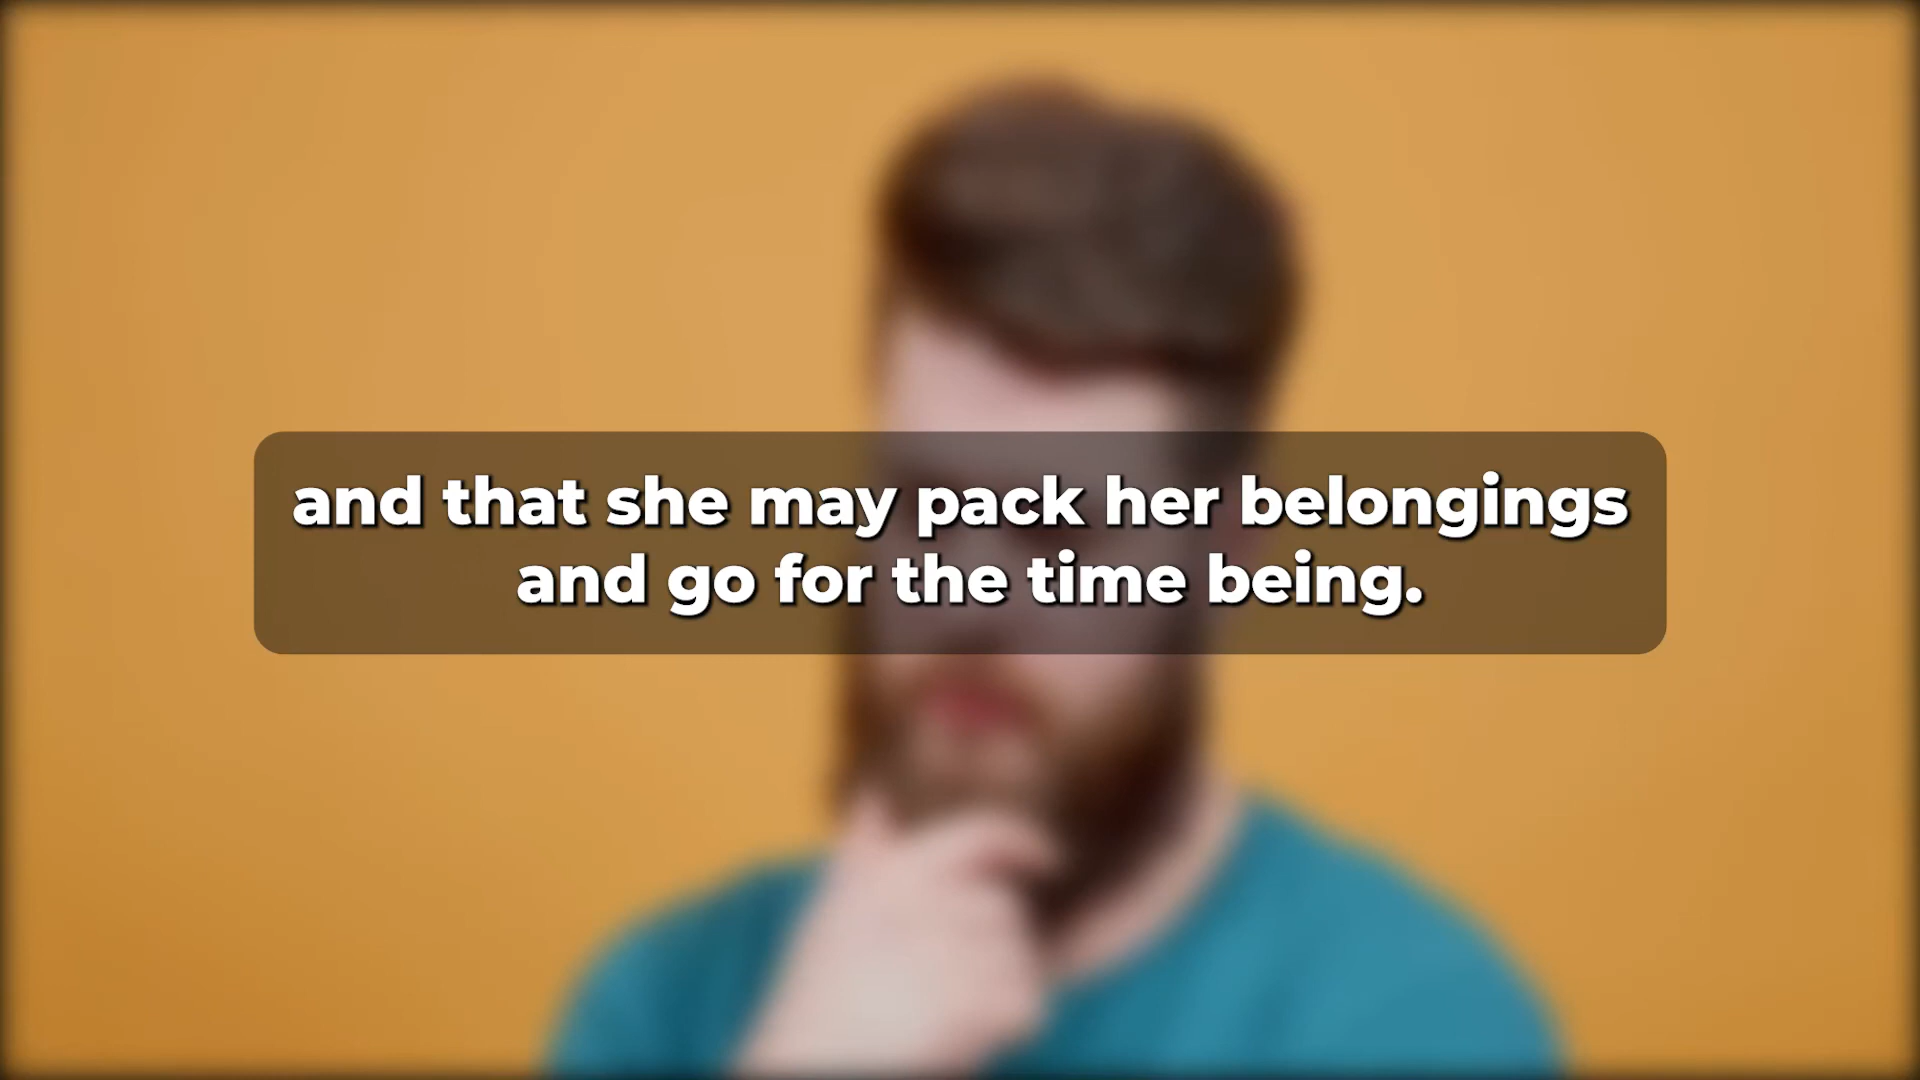 and that she may pack her belongings
and go for the time being.